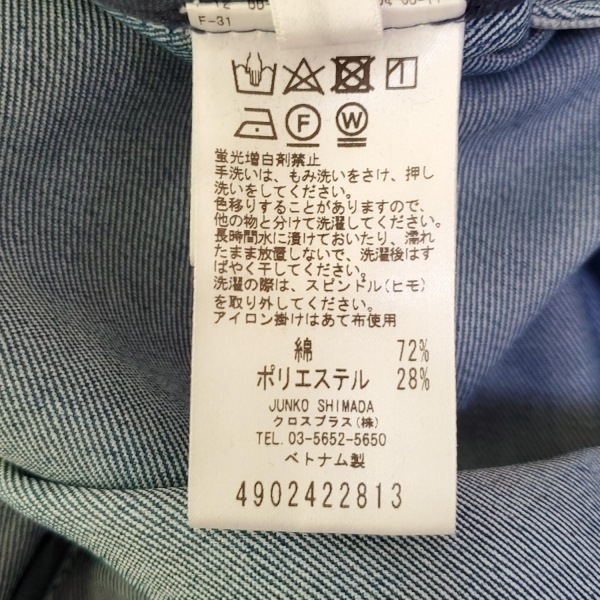 F-31
F
W
蛍光増白剤禁止
手洗いは、もみ洗いをさけ、押し
洗いをしてください。
色移りすることがありますので、
他の物と分けて洗濯してください。
長時間水に漬けておいたり、濡れ
たまま放置しないで、洗濯後はす
ばやく干してください。
洗濯の際は、スピンドル(ヒモ)
を取り外してください。
アイロン掛けはあて布使用
綿 72%
ポリエステル 28%
JUNKO SHIMADA
クロスプラス(株)
TEL. 03-5652-5650
ベトナム製
4902422813